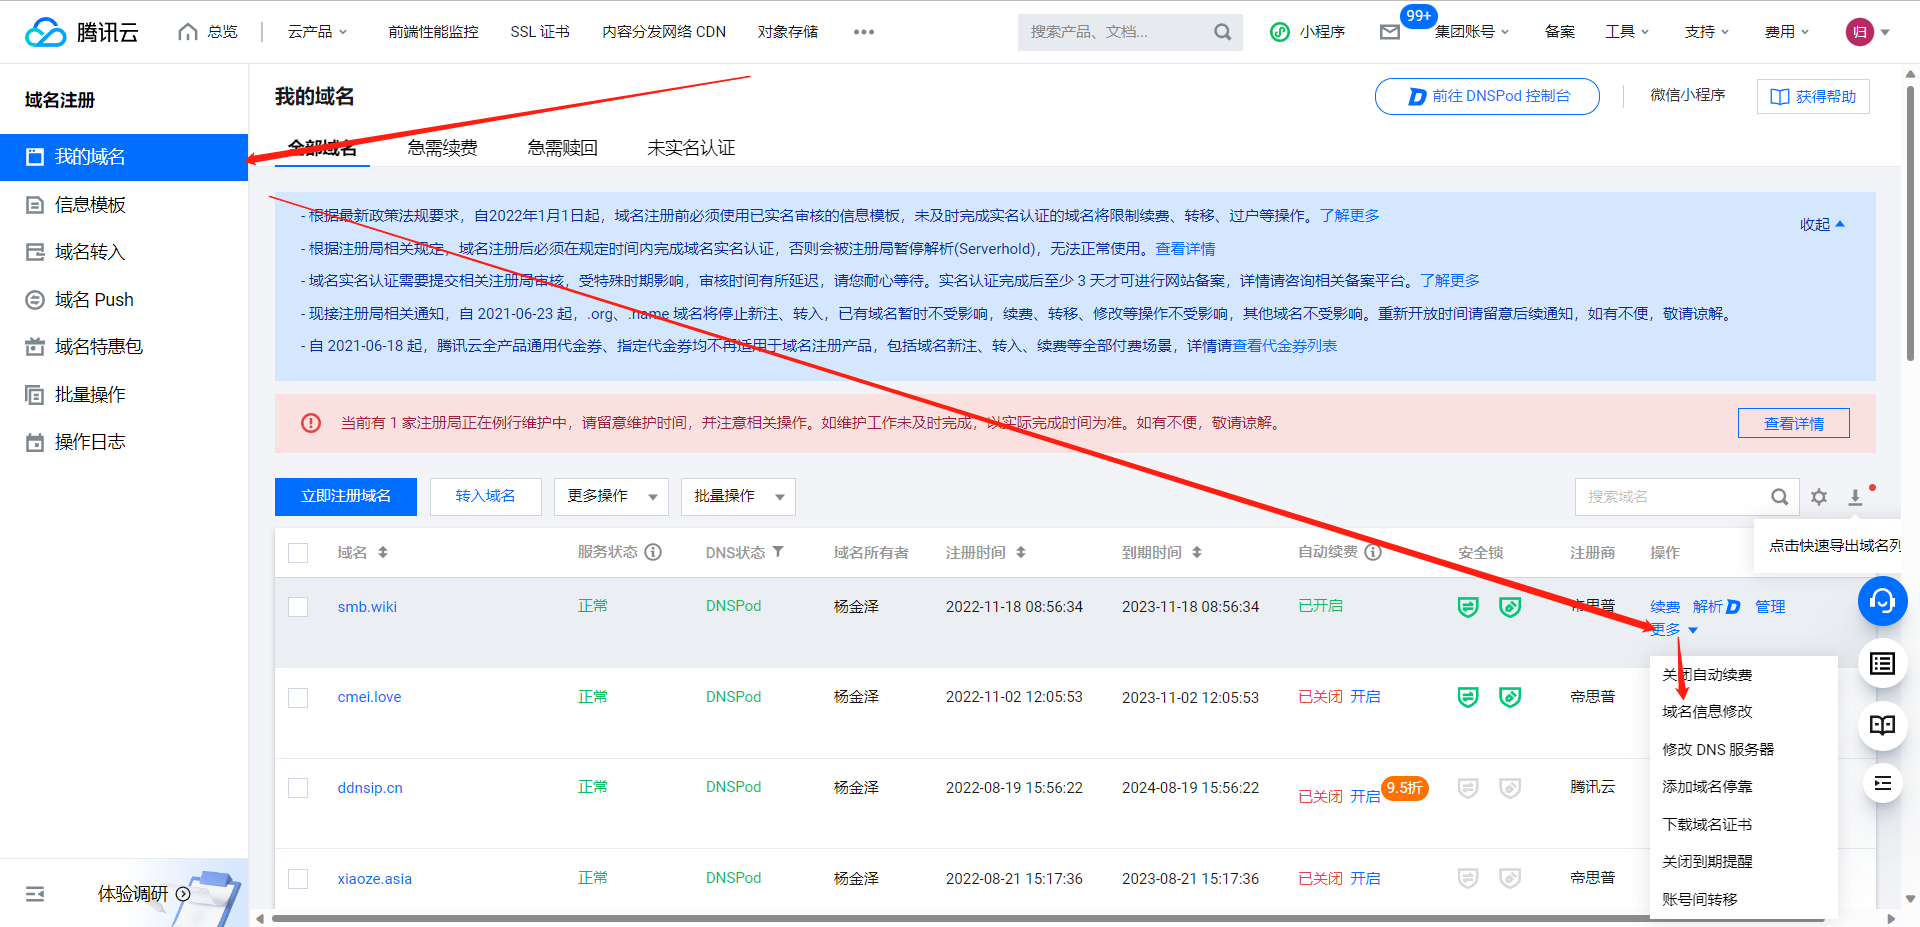 腾讯云
总览
云产品
前端性能监控
SSL 证书
内容分发网络 CDN
对象存储
搜索产品、文档...
小程序
99+
集团账号
备案
工具
支持
费用
归
域名注册
我的域名
信息模板
域名转入
域名 Push
域名特惠包
批量操作
操作日志
体验调研
我的域名
前往 DNSPod 控制台
微信小程序
获得帮助
全部域名
急需续费
急需赎回
未实名认证
- 根据最新政策法规要求，自2022年1月1日起，域名注册前必须使用已实名审核的信息模板，未及时完成实名认证的域名将限制续费、转移、过户等操作。了解更多
收起
- 根据注册局相关规定，域名注册后必须在规定时间内完成域名实名认证，否则会被注册局暂停解析(Serverhold)，无法正常使用。查看详情
- 域名实名认证需要提交相关注册局审核，受特殊时期影响，审核时间有所延迟，请您耐心等待。实名认证完成后至少 3 天才可进行网站备案，详情请咨询相关备案平台。了解更多
- 现接注册局相关通知，自 2021-06-23 起，.org、.name 域名将停止新注、转入，已有域名暂时不受影响，续费、转移、修改等操作不受影响，其他域名不受影响。重新开放时间请留意后续通知，如有不便，敬请谅解。
- 自 2021-06-18 起，腾讯云全产品通用代金券、指定代金券均不再适用于域名注册产品，包括域名新注、转入、续费等全部付费场景，详情请查看代金券列表
当前有 1 家注册局正在例行维护中，请留意维护时间，并注意相关操作。如维护工作未及时完成，以实际完成时间为准。如有不便，敬请谅解。
查看详情
立即注册域名
转入域名
更多操作
批量操作
搜索域名
点击快速导出域名列
域名 服务状态 DNS状态 域名所有者 注册时间 到期时间 自动续费 安全锁 注册商 操作
smb.wiki 正常 DNSPod 杨金泽 2022-11-18 08:56:34 2023-11-18 08:56:34 已开启 帝思普 续费 解析 管理
更多
cmei.love 正常 DNSPod 杨金泽 2022-11-02 12:05:53 2023-11-02 12:05:53 已关闭 开启 帝思普
ddnsip.cn 正常 DNSPod 杨金泽 2022-08-19 15:56:22 2024-08-19 15:56:22 已关闭 开启 9.5折 腾讯云
xiaoze.asia 正常 DNSPod 杨金泽 2022-08-21 15:17:36 2023-08-21 15:17:36 已关闭 开启 帝思普
关闭自动续费
域名信息修改
修改 DNS 服务器
添加域名停靠
下载域名证书
关闭到期提醒
账号间转移